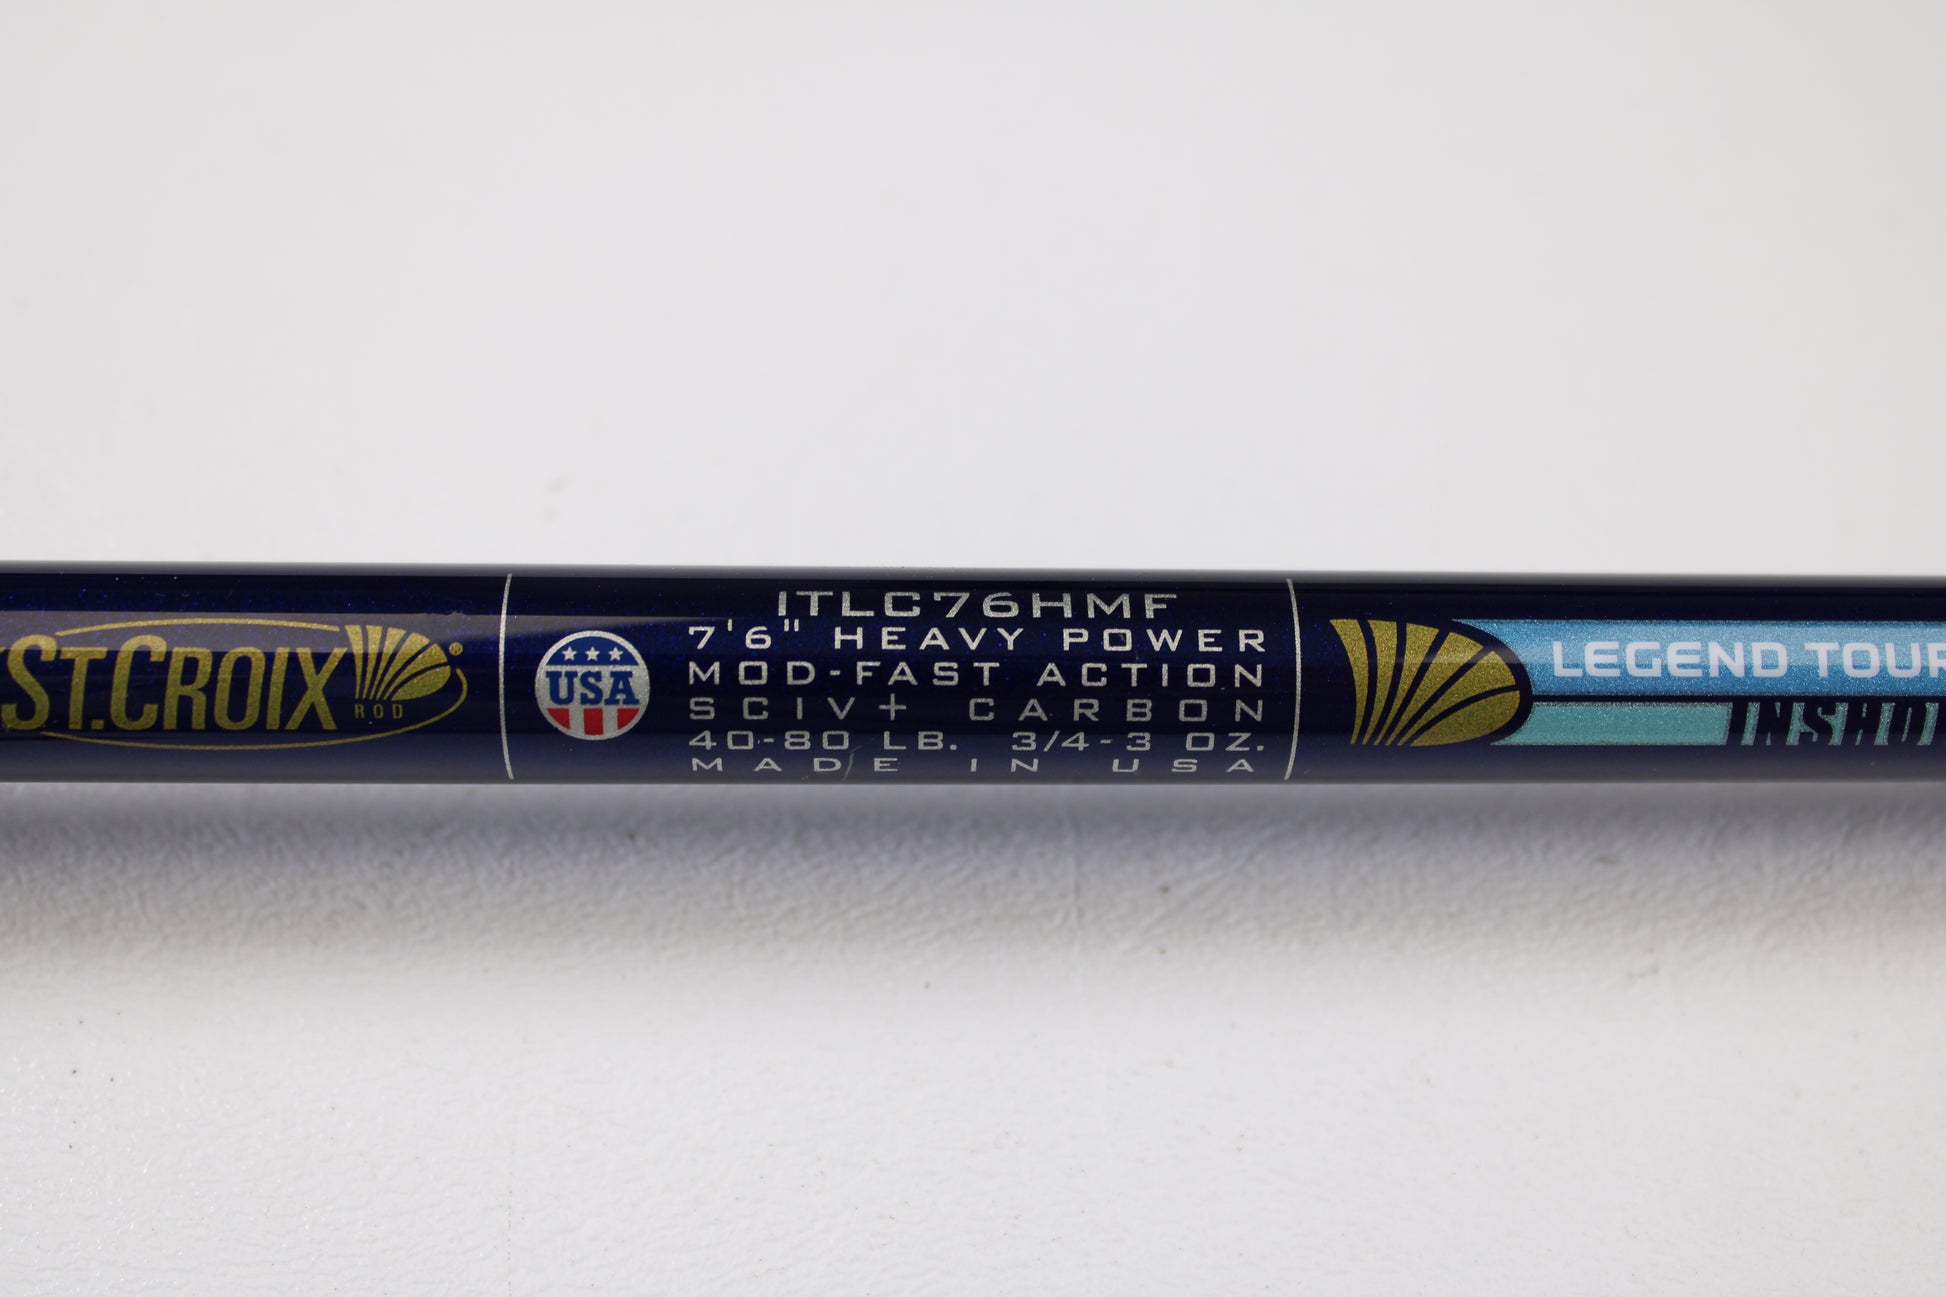 ST.CROIX®
ROD
USA
ITLC76HMF
7'6" HEAVY POWER
MOD-FAST ACTION
SCIV+ CARBON
40-80 LB. 3/4-3 OZ.
MADE IN USA
LEGEND TOUR
INSHO